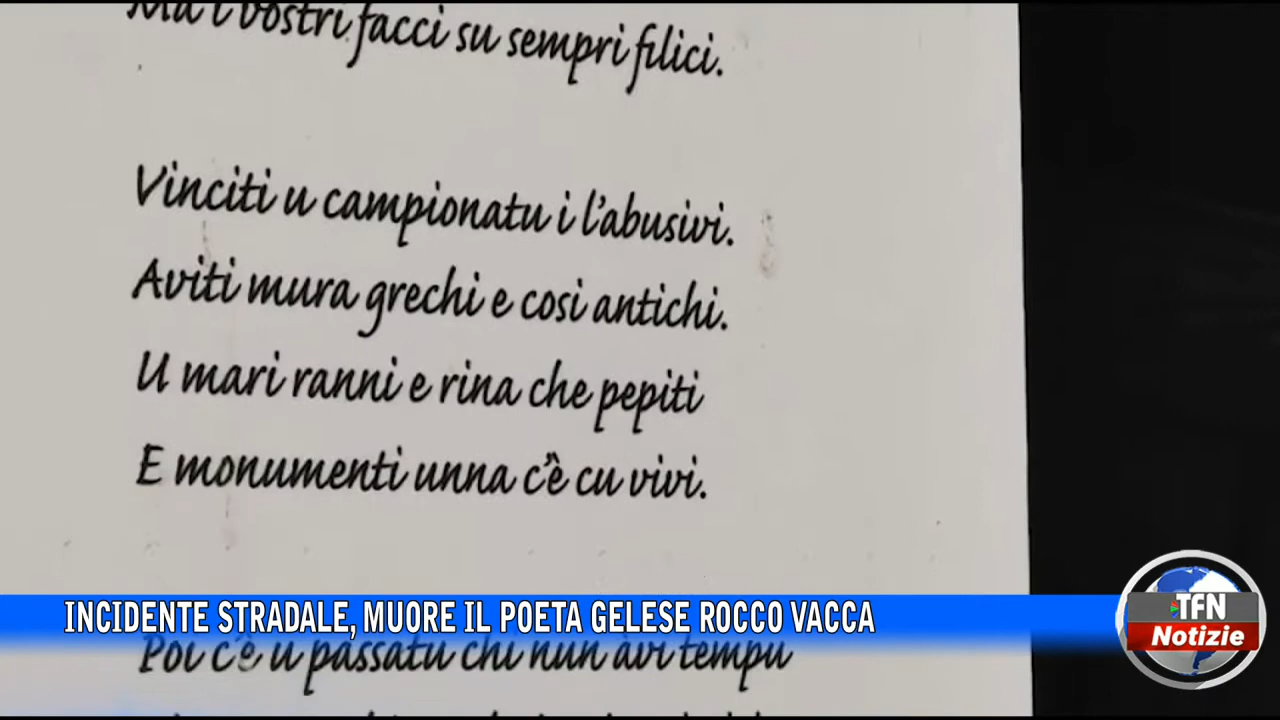 Ma i vostri facci su sempri filici.
Vinciti u campionatu i l'abusivi.
Aviti mura grechi e cosi antichi.
U mari ranni e rina che pepiti
E monumenti unna c'è cu vivi.
INCIDENTE STRADALE, MUORE IL POETA GELESE ROCCO VACCA
TFN
Notizie
Poi c'è u passatu chi nun àvi tempu